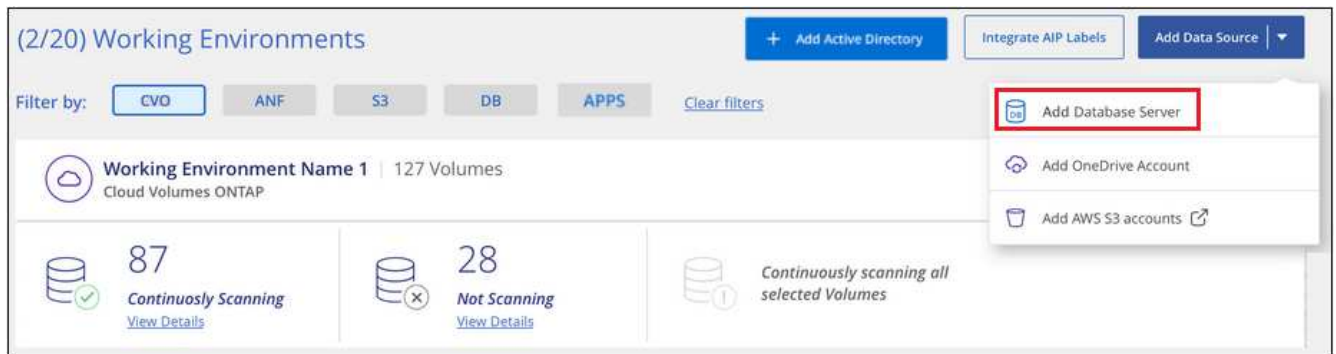 (2/20) Working Environments
+ Add Active Directory
Integrate AIP Labels
Add Data Source
Filter by:
CVO
ANF
S3
DB
APPS
Clear filters
DB
Add Database Server
Add OneDrive Account
Add AWS S3 accounts
Working Environment Name 1 | 127 Volumes
Cloud Volumes ONTAP
87
Continuosly Scanning
View Details
28
Not Scanning
View Details
Continuously scanning all
selected Volumes